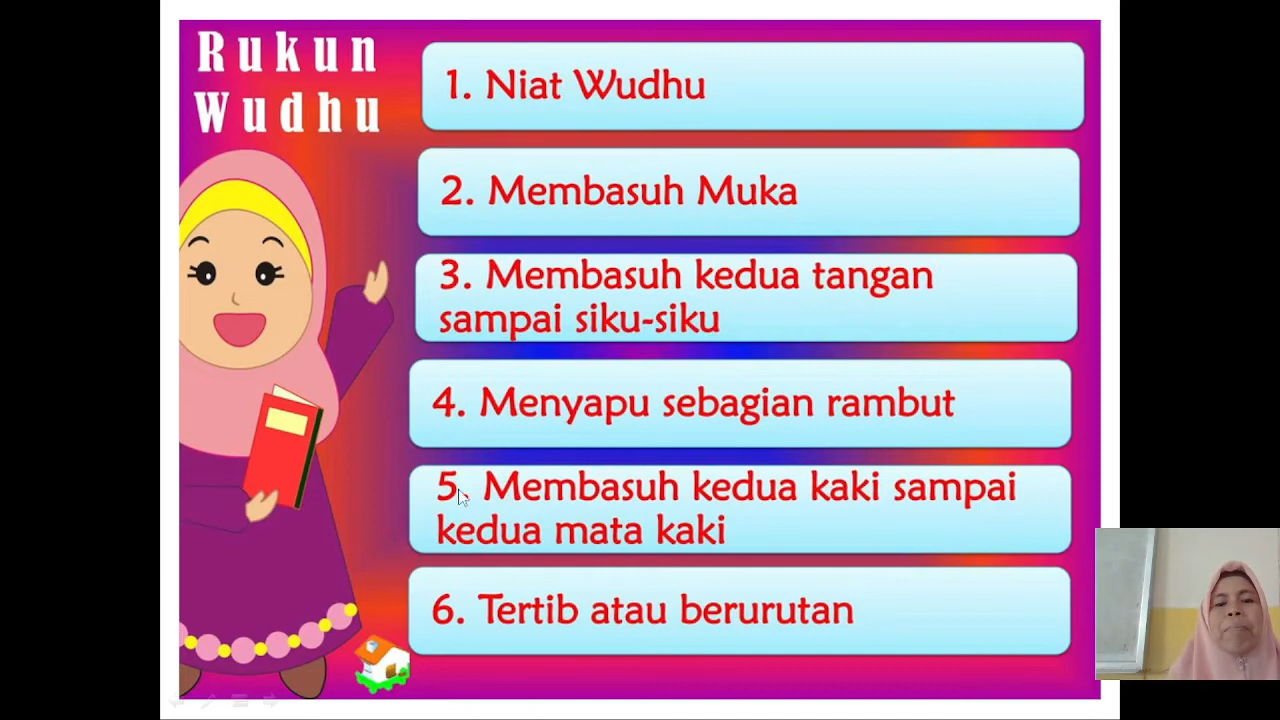 Rukun
Wudhu
1. Niat Wudhu
2. Membasuh Muka
3. Membasuh kedua tangan
sampai siku-siku
4. Menyapu sebagian rambut
5. Membasuh kedua kaki sampai
kedua mata kaki
6. Tertib atau berurutan